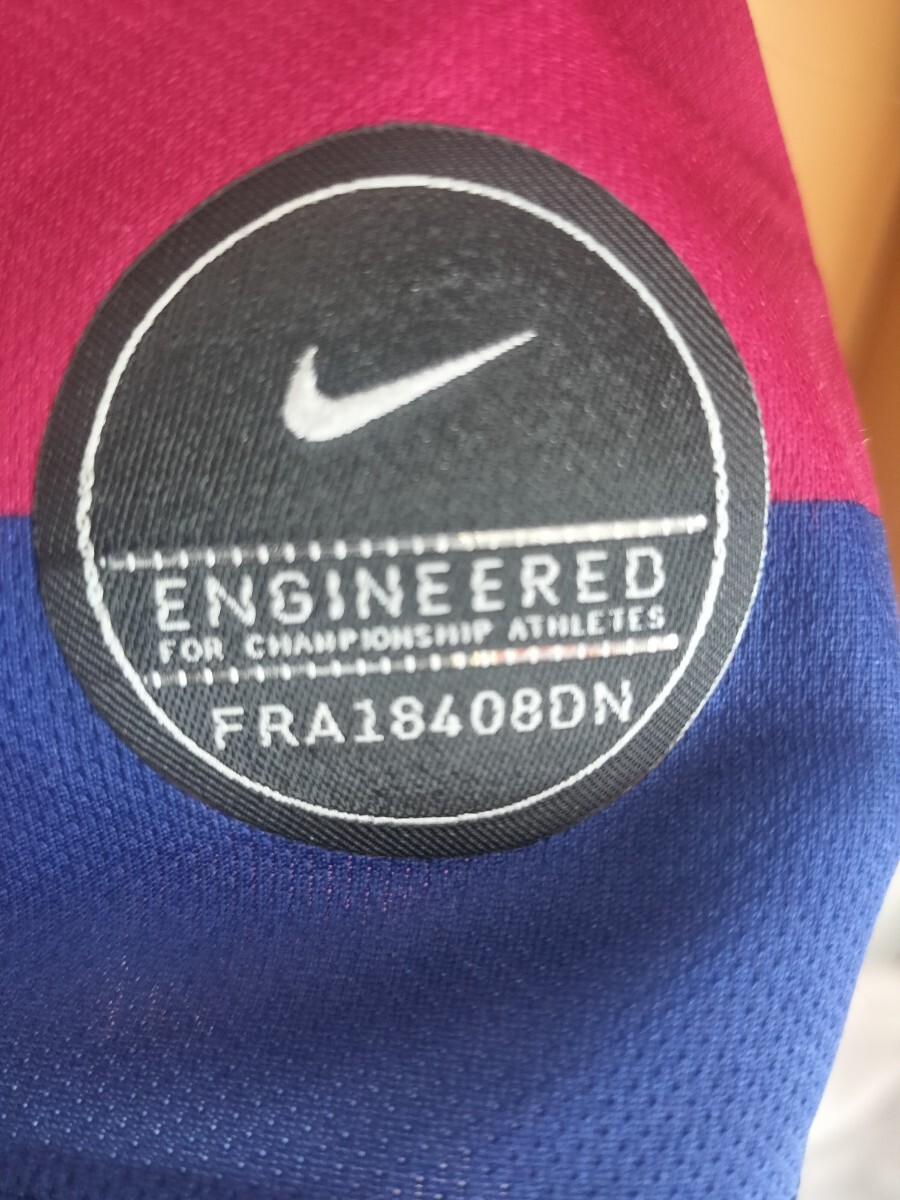 ENGINEERED
FOR CHAMPIONSHIP ATHLETES
FRA18408DN